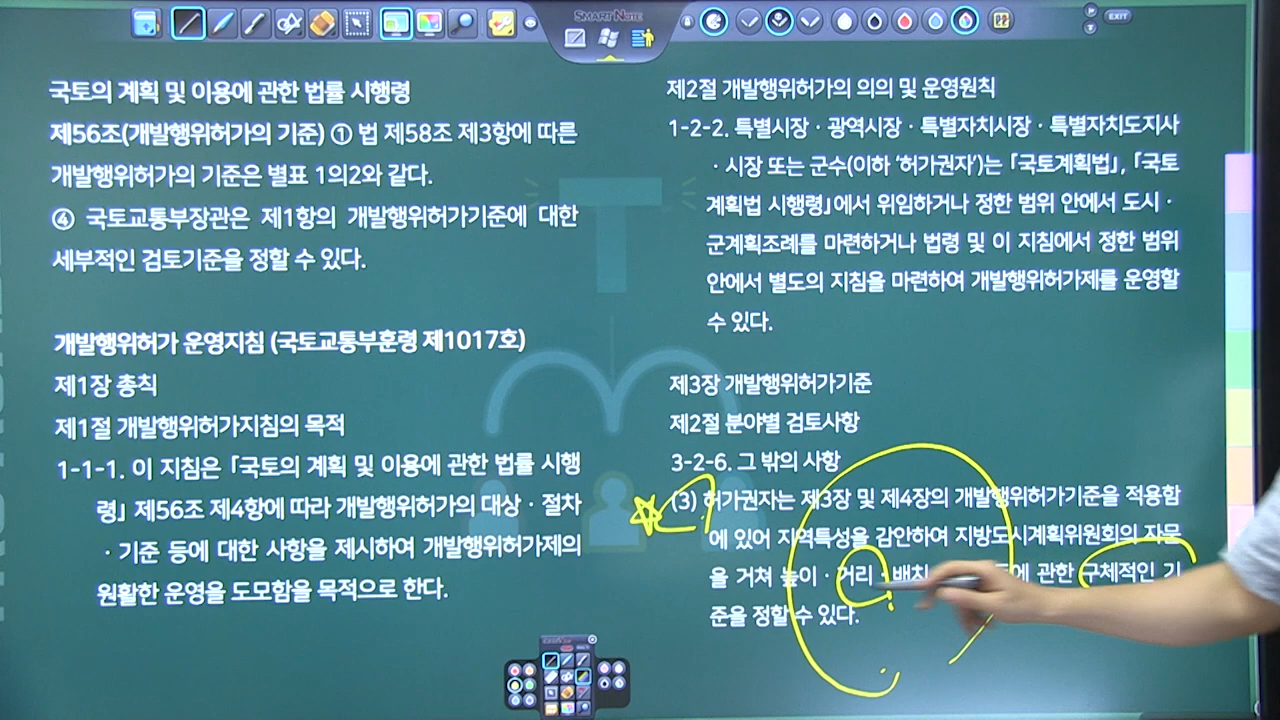 SMART NOTE
EXIT
국토의 계획 및 이용에 관한 법률 시행령
제56조(개발행위허가의 기준) ① 법 제58조 제3항에 따른
개발행위허가의 기준은 별표 1의2와 같다.
④ 국토교통부장관은 제1항의 개발행위허가기준에 대한
세부적인 검토기준을 정할 수 있다.
개발행위허가 운영지침 (국토교통부훈령 제1017호)
제1장 총칙
제1절 개발행위허가지침의 목적
1-1-1. 이 지침은 「국토의 계획 및 이용에 관한 법률 시행
령」 제56조 제4항에 따라 개발행위허가의 대상 · 절차
· 기준 등에 대한 사항을 제시하여 개발행위허가제의
원활한 운영을 도모함을 목적으로 한다.
제2절 개발행위허가의 의의 및 운영원칙
1-2-2. 특별시장 · 광역시장 · 특별자치시장 · 특별자치도지사
· 시장 또는 군수(이하 ‘허가권자’)는 「국토계획법」, 「국토
계획법 시행령」에서 위임하거나 정한 범위 안에서 도시 ·
군계획조례를 마련하거나 법령 및 이 지침에서 정한 범위
안에서 별도의 지침을 마련하여 개발행위허가제를 운영할
수 있다.
제3장 개발행위허가기준
제2절 분야별 검토사항
3-2-6. 그 밖의 사항
(3) 허가권자는 제3장 및 제4장의 개발행위허가기준을 적용함
에 있어 지역특성을 감안하여 지방도시계획위원회의 자문
을 거쳐 높이 · 거리 · 배치 관한 구체적인 기
준을 정할 수 있다.